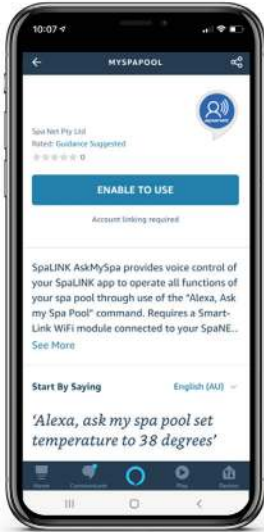 10:07
MYSPAPOOL
Spa Net Pty Ltd
Rated: Guidance Suggested
0
ENABLE TO USE
Account linking required
SpaLINK AskMySpa provides voice control of
your SpaLINK app to operate all functions of
your spa pool through use of the "Alexa, Ask
my Spa Pool" command. Requires a Smart-
Link WiFi module connected to your SpaNE...
See More
Start By Saying
English (AU)
'Alexa, ask my spa pool set
temperature to 38 degrees'
Home
Communicate
Play
Devices